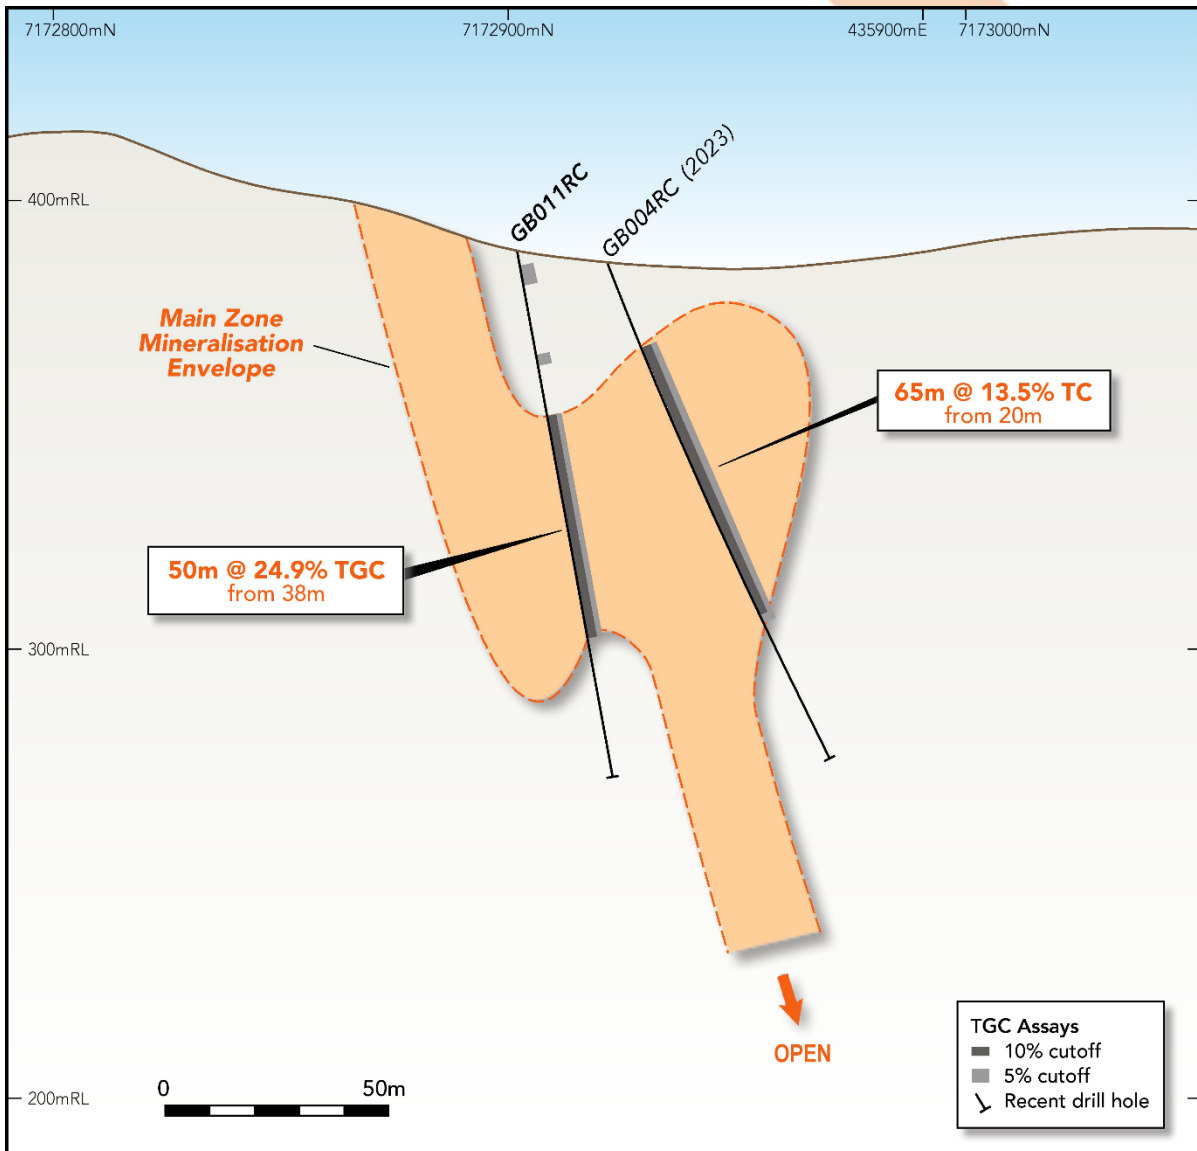 7172800mN
7172900mN
435900mE
7173000mN
400mRL
GB011RC
GB004RC (2023)
Main Zone
Mineralisation
Envelope
65m @ 13.5% TC
from 20m
50m @ 24.9% TGC
from 38m
300mRL
OPEN
200mRL
0
50m
TGC Assays
10% cutoff
5% cutoff
Recent drill hole